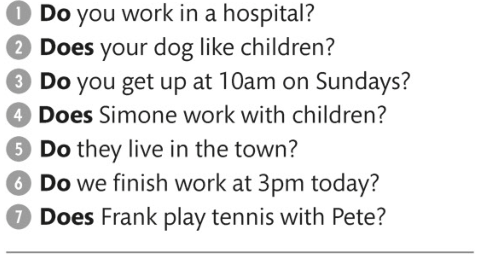 1 Do you work in a hospital?
2 Does your dog like children?
3 Do you get up at 10am on Sundays?
4 Does Simone work with children?
5 Do they live in the town?
6 Do we finish work at 3pm today?
7 Does Frank play tennis with Pete?